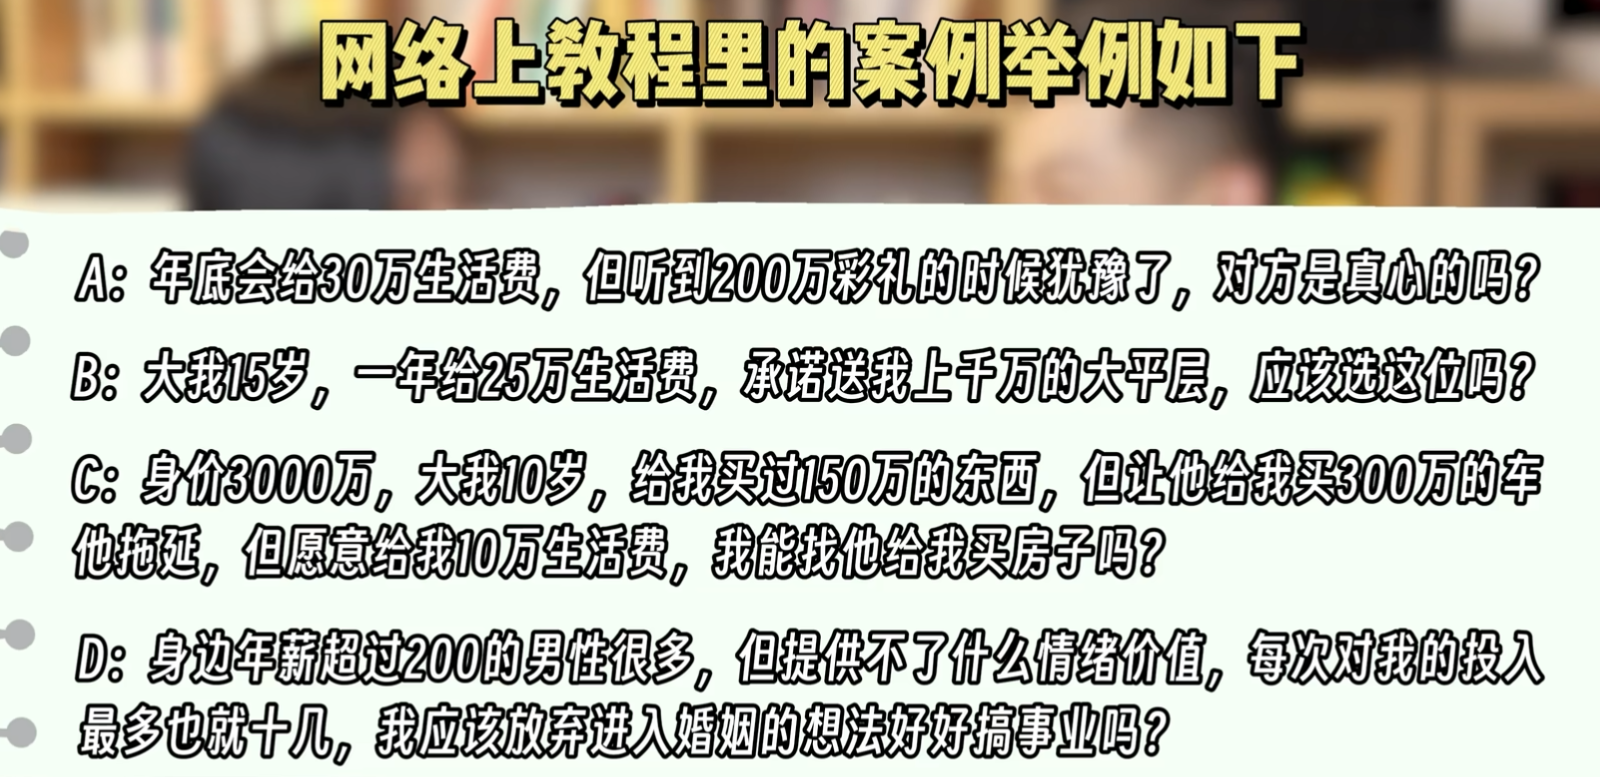 网络上教程里的案例举例如下
A：年底会给30万生活费，但听到200万彩礼的时候犹豫了，对方是真心的吗？
B：大我15岁，一年给25万生活费，承诺送我上千万的大平层，应该选这位吗？
C：身价3000万，大我10岁，给我买过150万的东西，但让他给我买300万的车
他拖延，但愿意给我10万生活费，我能找他给我买房子吗？
D：身边年薪超过200的男性很多，但提供不了什么情绪价值，每次对我的投入
最多也就十几，我应该放弃进入婚姻的想法好好搞事业吗？